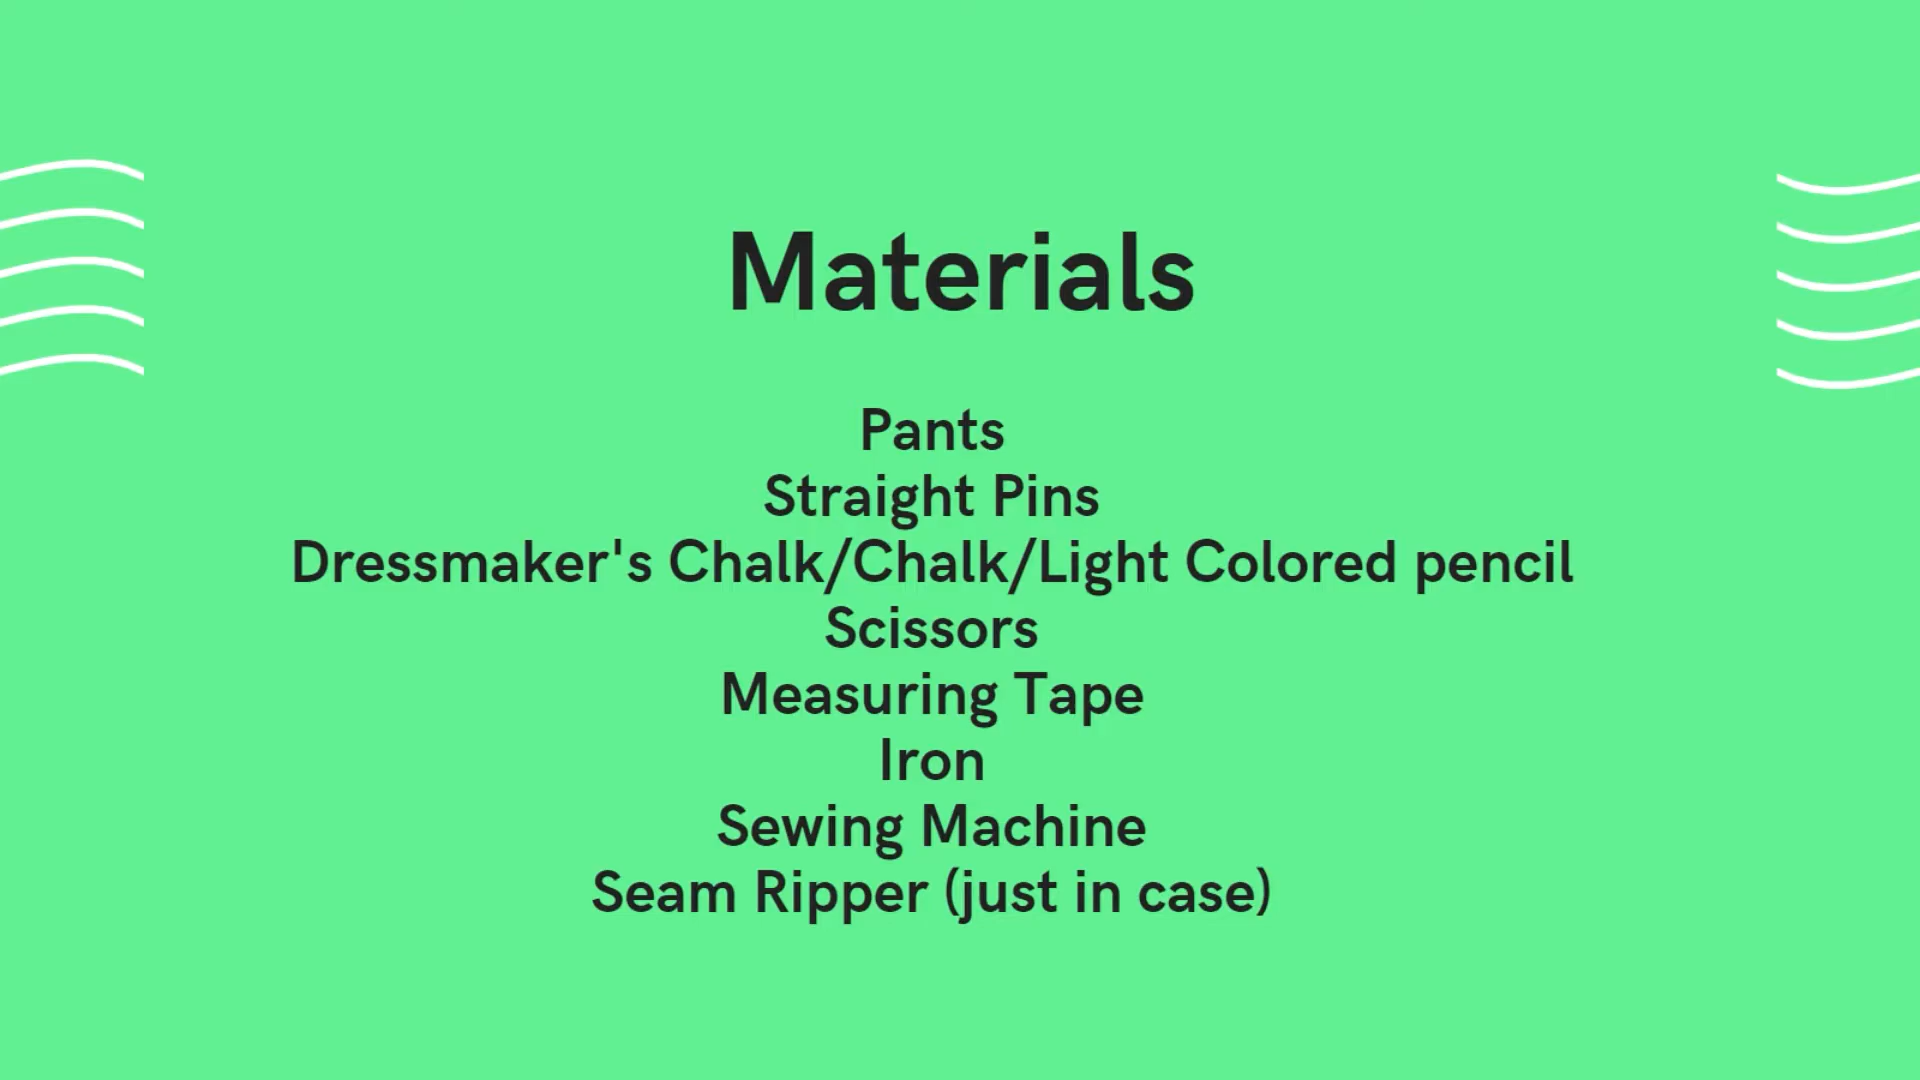 Materials
Pants
Straight Pins
Dressmaker's Chalk/Chalk/Light Colored pencil
Scissors
Measuring Tape
Iron
Sewing Machine
Seam Ripper (just in case)